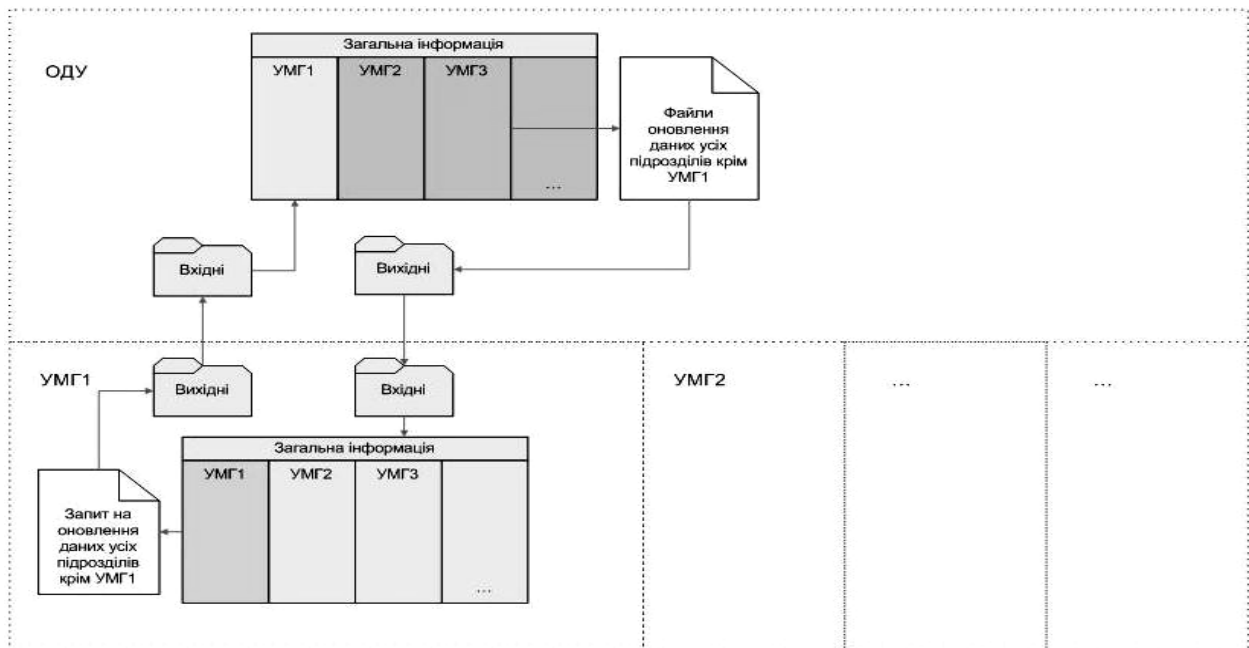 ОДУ
Загальна інформація
УМГ1 УМГ2 УМГ3
...
Файли
оновлення
даних усіх
підрозділів крім
УМГ1
Вхідні
Вихідні
УМГ1
Вихідні
Вхідні
УМГ2
...
...
Загальна інформація
УМГ1 УМГ2 УМГ3
...
Запит на
оновлення
даних усіх
підрозділів
крім УМГ1